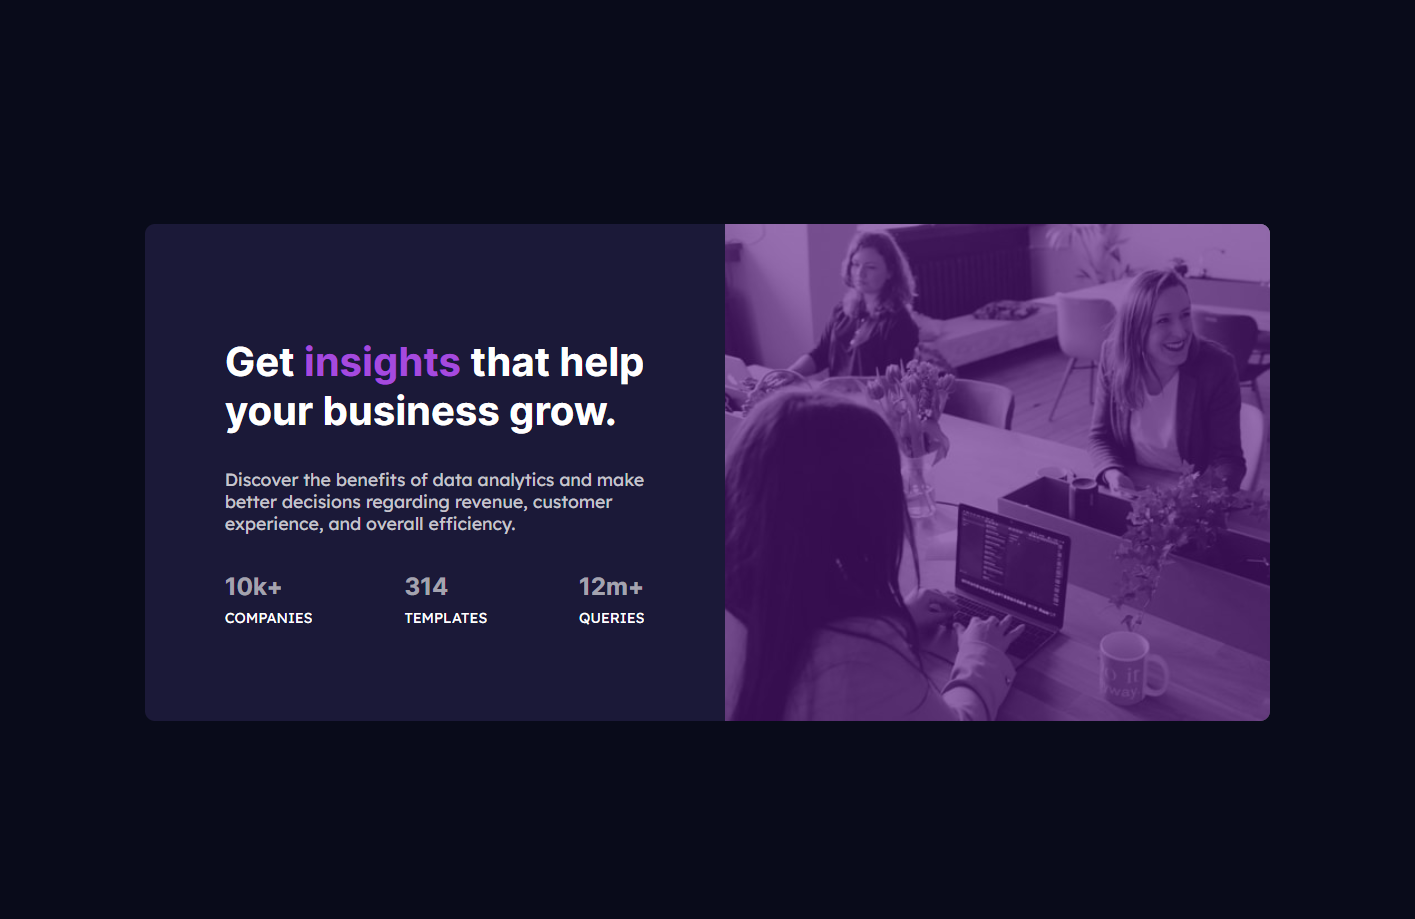 Get insights that help
your business grow.
Discover the benefits of data analytics and make
better decisions regarding revenue, customer
experience, and overall efficiency.
10k+ 314 12m+
COMPANIES TEMPLATES QUERIES